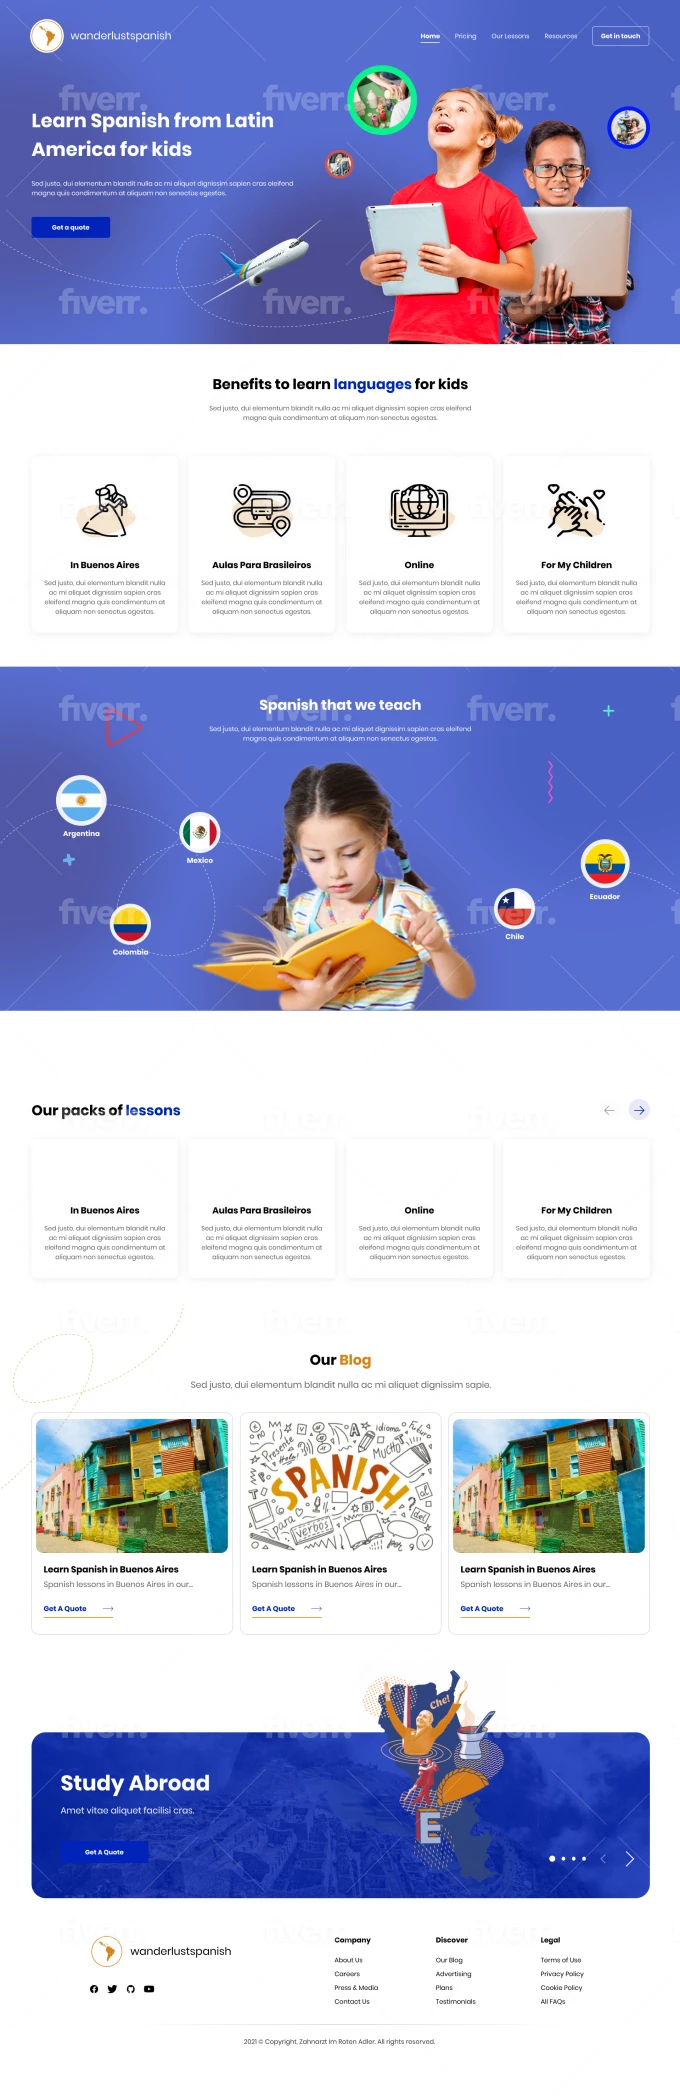 wanderlustspanish
Home Pricing Our Lessons Resources Get in touch
Learn Spanish from Latin
America for kids
Sed justo, dui elementum blandit nulla ac mi aliquet dignissim sapien cras eleifend
magna quis condimentum at aliquam non senectus egestas.
Get a quote
fiverr.
Benefits to learn languages for kids
Sed justo, dui elementum blandit nulla ac mi aliquet dignissim sapien cras eleifend
magna quis condimentum at aliquam non senectus egestas.
In Buenos Aires
Sed justo, dui elementum blandit nulla
ac mi aliquet dignissim sapien cras
eleifend magna quis condimentum at
aliquam non senectus egestas.
Aulas Para Brasileiros
Sed justo, dui elementum blandit nulla
ac mi aliquet dignissim sapien cras
eleifend magna quis condimentum at
aliquam non senectus egestas.
Online
Sed justo, dui elementum blandit nulla
ac mi aliquet dignissim sapien cras
eleifend magna quis condimentum at
aliquam non senectus egestas.
For My Children
Sed justo, dui elementum blandit nulla
ac mi aliquet dignissim sapien cras
eleifend magna quis condimentum at
aliquam non senectus egestas.
Spanish that we teach
Sed justo, dui elementum blandit nulla ac mi aliquet dignissim sapien cras eleifend
magna quis condimentum at aliquam non senectus egestas.
Argentina
Mexico
Colombia
Chile
Ecuador
Our packs of lessons
In Buenos Aires
Sed justo, dui elementum blandit nulla
ac mi aliquet dignissim sapien cras
eleifend magna quis condimentum at
aliquam non senectus egestas.
Aulas Para Brasileiros
Sed justo, dui elementum blandit nulla
ac mi aliquet dignissim sapien cras
eleifend magna quis condimentum at
aliquam non senectus egestas.
Online
Sed justo, dui elementum blandit nulla
ac mi aliquet dignissim sapien cras
eleifend magna quis condimentum at
aliquam non senectus egestas.
For My Children
Sed justo, dui elementum blandit nulla
ac mi aliquet dignissim sapien cras
eleifend magna quis condimentum at
aliquam non senectus egestas.
Our Blog
Sed justo, dui elementum blandit nulla ac mi aliquet dignissim sapie.
Learn Spanish in Buenos Aires
Spanish lessons in Buenos Aires in our...
Get A Quote
Presente
Hola!
Idioma
Futuro
MUCHO
SPANISH
para
verbos
del
por
Learn Spanish in Buenos Aires
Spanish lessons in Buenos Aires in our...
Get A Quote
Learn Spanish in Buenos Aires
Spanish lessons in Buenos Aires in our...
Get A Quote
Che!
E
Study Abroad
Amet vitae aliquet facilisi cras.
Get A Quote
wanderlustspanish
Company
About Us
Careers
Press & Media
Contact Us
Discover
Our Blog
Advertising
Plans
Testimonials
Legal
Terms of Use
Privacy Policy
Cookie Policy
All FAQs
2021 © Copyright, Zahnarzt Im Roten Adler. All rights reserved.